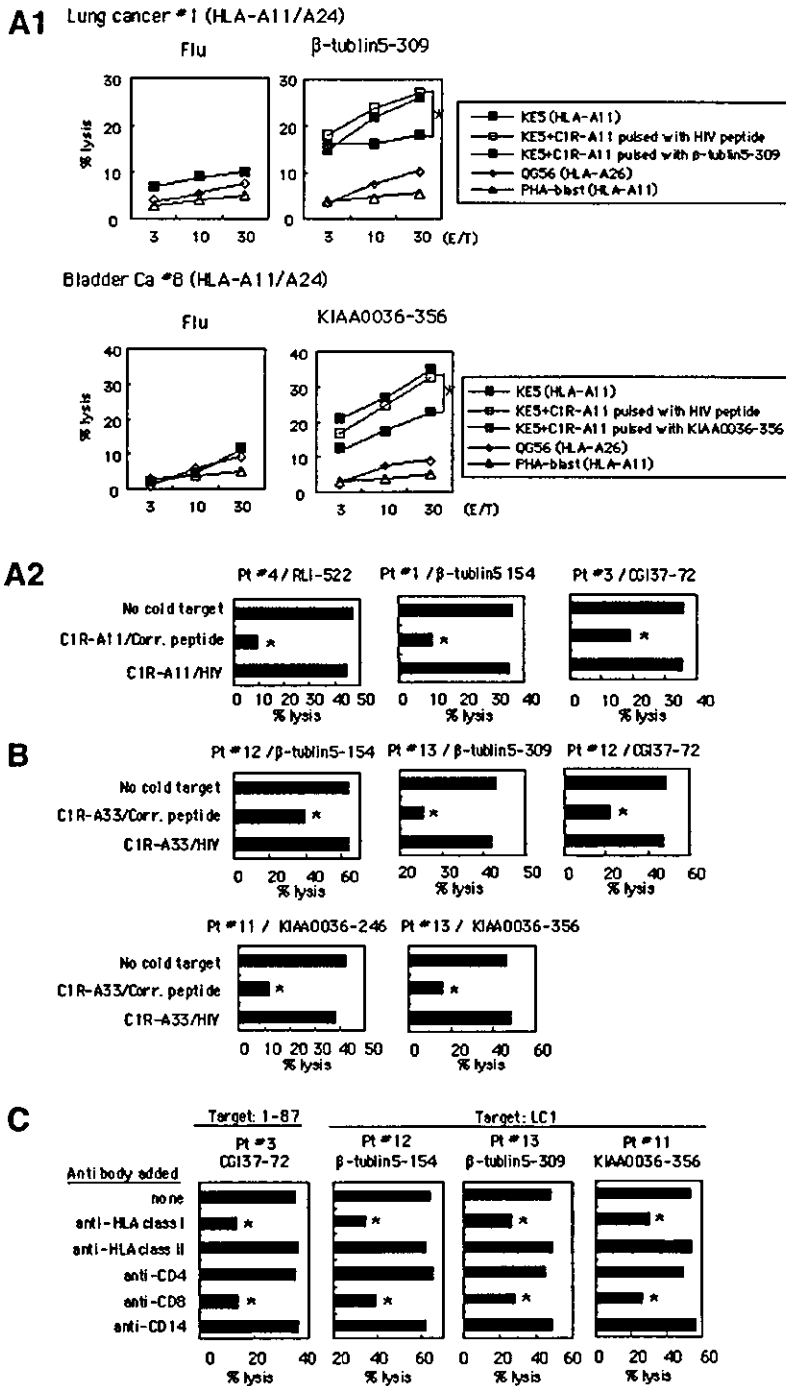 A1
Lung cancer #1 (HLA-A11/A24)
Flu
β-tublin5-309
% lysis
30
20
10
0
3 10 30
30
20
10
0
3 10 30 (E/T)
*
KE5 (HLA-A11)
KE5+C1R-A11 pulsed with HIV peptide
KE5+C1R-A11 pulsed with β-tublin5-309
QG56 (HLA-A26)
PHA-blast (HLA-A11)
Bladder Ca #8 (HLA-A11/A24)
Flu
KIAA0036-356
% lysis
40
30
20
10
0
3 10 30
40
30
20
10
0
3 10 30 (E/T)
*
KE5 (HLA-A11)
KE5+C1R-A11 pulsed with HIV peptide
KE5+C1R-A11 pulsed with KIAA0036-356
QG56 (HLA-A26)
PHA-blast (HLA-A11)
A2
Pt #4 / RLI-522
Pt #1 / β-tublin5 154
Pt #3 / CGI37-72
No cold target
C1R-A11/Corr. peptide
C1R-A11/HIV
* * *
0 10 20 30 40 50
0 10 20 30 40
0 10 20 30 40
% lysis % lysis % lysis
B
Pt #12 / β-tublin5-154
Pt #13 / β-tublin5-309
Pt #12 / CGI37-72
No cold target
C1R-A33/Corr. peptide
C1R-A33/HIV
* * *
0 20 40 60
20 30 40 50
0 20 40 60
% lysis % lysis % lysis
Pt #11 / KIAA0036-246
Pt #13 / KIAA0036-356
No cold target
C1R-A33/Corr. peptide
C1R-A33/HIV
* *
0 10 20 30 40 50
0 20 40 60
% lysis % lysis
C
Target: 1-87
Target: LC1
Pt #3
CGI37-72
Pt #12
β-tublin5-154
Pt #13
β-tublin5-309
Pt #11
KIAA0036-356
Antibody added
none
anti-HLA class I
* * * *
anti-HLA class II
anti-CD4
anti-CD8
* * * *
anti-CD14
0 20 40
20 40 60
0 20 40 60
0 20 40 60
% lysis % lysis % lysis % lysis